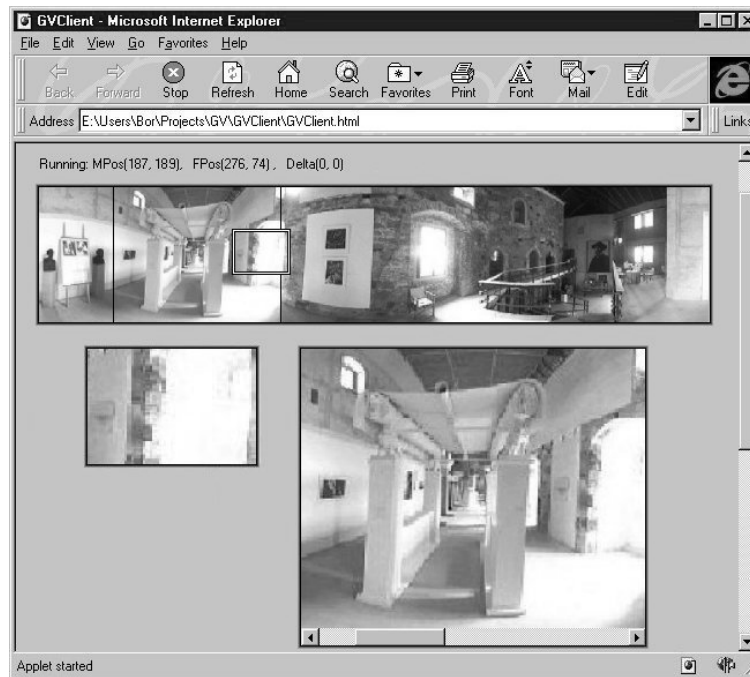 GVClient - Microsoft Internet Explorer
File Edit View Go Favorites Help
Back Forward Stop Refresh Home Search Favorites Print Font Mail Edit
Address E:\Users\Bor\Projects\GV\GVClient\GVClient.html Links
Running: MPos(187, 189), FPos(276, 74) , Delta(0, 0)
Applet started